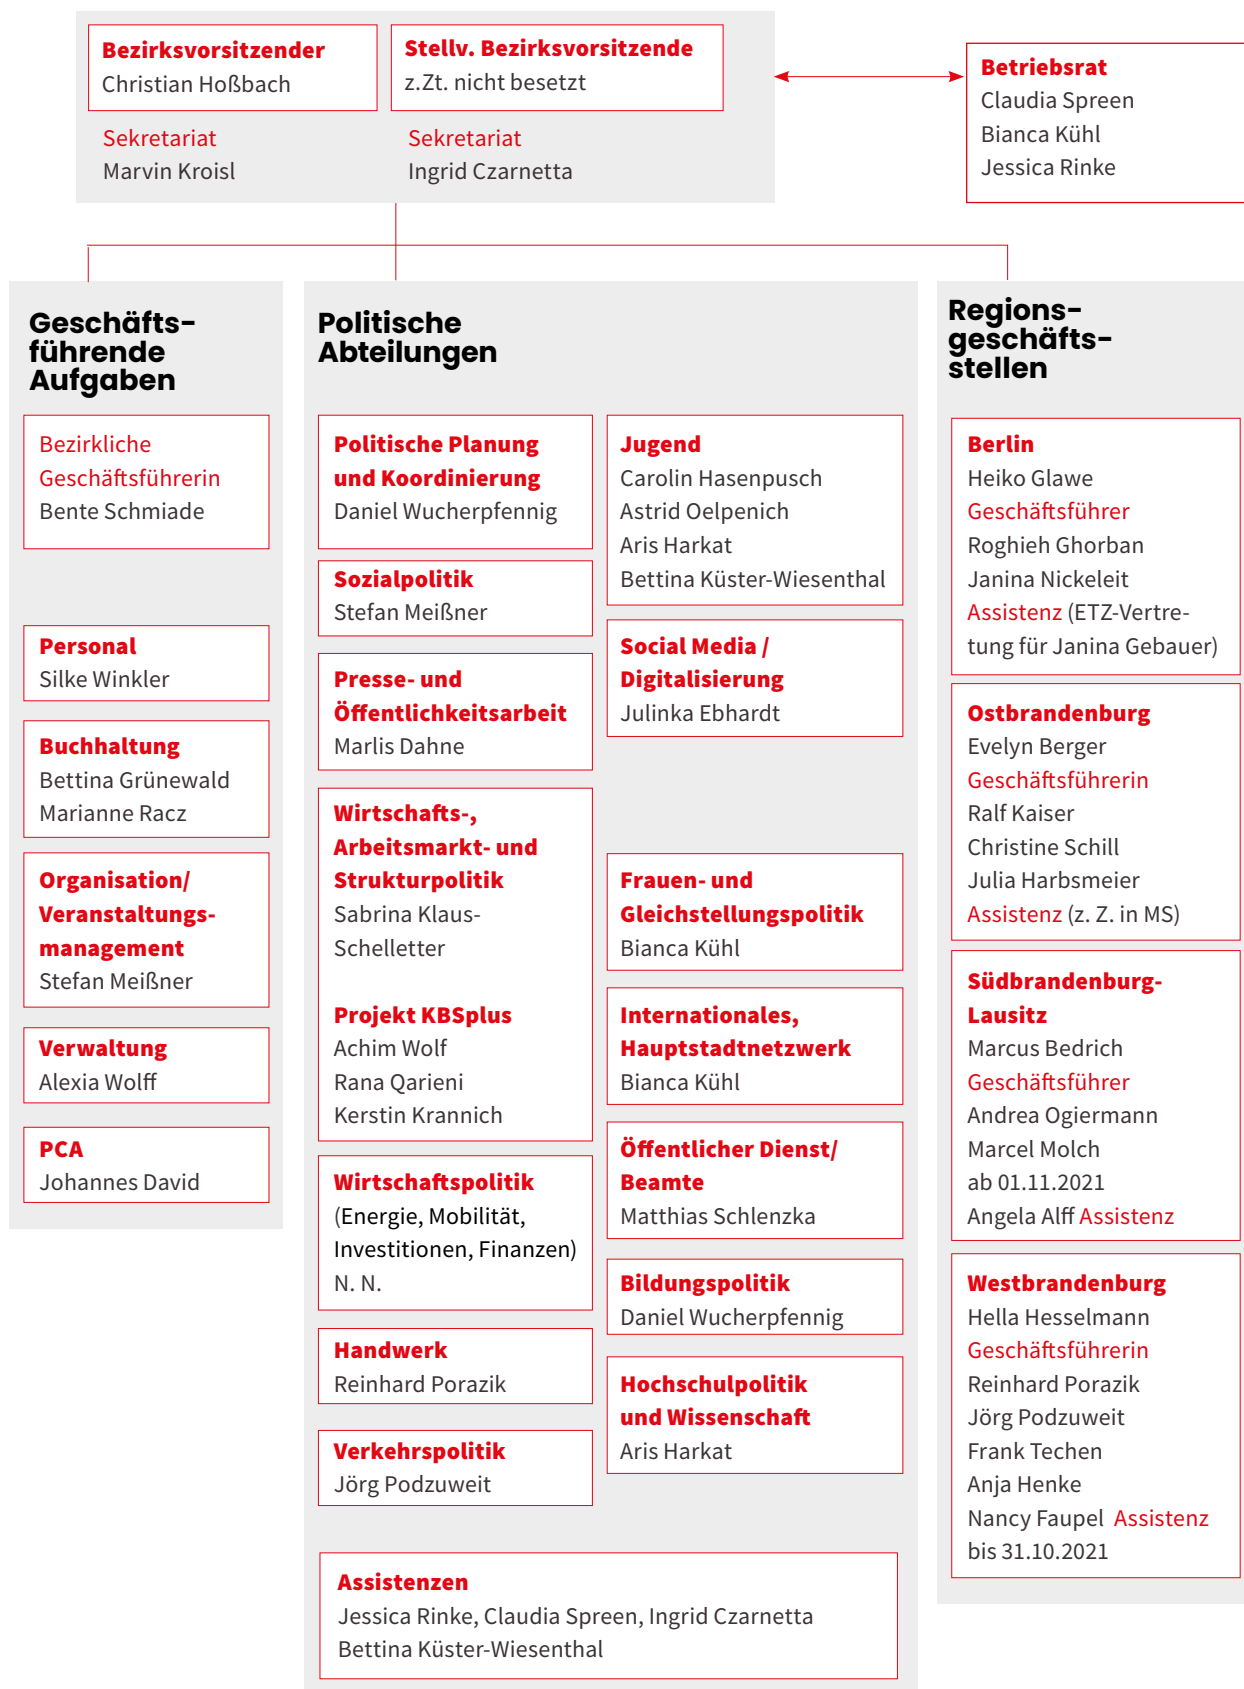 Bezirksvorsitzender
Christian Hoßbach
Sekretariat
Marvin Kroisl
Stellv. Bezirksvorsitzende
z.Zt. nicht besetzt
Sekretariat
Ingrid Czarnetta
Betriebsrat
Claudia Spreen
Bianca Kühl
Jessica Rinke
Geschäfts-
führende
Aufgaben
Bezirkliche
Geschäftsführerin
Bente Schmiade
Personal
Silke Winkler
Buchhaltung
Bettina Grünewald
Marianne Racz
Organisation/
Veranstaltungs-
management
Stefan Meißner
Verwaltung
Alexia Wolff
PCA
Johannes David
Politische
Abteilungen
Politische Planung
und Koordinierung
Daniel Wucherpfennig
Sozialpolitik
Stefan Meißner
Presse- und
Öffentlichkeitsarbeit
Marlis Dahne
Wirtschafts-,
Arbeitsmarkt- und
Strukturpolitik
Sabrina Klaus-
Schelletter
Projekt KBSplus
Achim Wolf
Rana Qarieni
Kerstin Krannich
Wirtschaftspolitik
(Energie, Mobilität,
Investitionen, Finanzen)
N. N.
Handwerk
Reinhard Porazik
Verkehrspolitik
Jörg Podzuweit
Jugend
Carolin Hasenpusch
Astrid Oelpenich
Aris Harkat
Bettina Küster-Wiesenthal
Social Media /
Digitalisierung
Julinka Ebhardt
Frauen- und
Gleichstellungspolitik
Bianca Kühl
Internationales,
Hauptstadtnetzwerk
Bianca Kühl
Öffentlicher Dienst/
Beamte
Matthias Schlenzka
Bildungspolitik
Daniel Wucherpfennig
Hochschulpolitik
und Wissenschaft
Aris Harkat
Assistenzen
Jessica Rinke, Claudia Spreen, Ingrid Czarnetta
Bettina Küster-Wiesenthal
Regions-
geschäfts-
stellen
Berlin
Heiko Glawe
Geschäftsführer
Roghieh Ghorban
Janina Nickeleit
Assistenz (ETZ-Vertre-
tung für Janina Gebauer)
Ostbrandenburg
Evelyn Berger
Geschäftsführerin
Ralf Kaiser
Christine Schill
Julia Harbsmeier
Assistenz (z. Z. in MS)
Südbrandenburg-
Lausitz
Marcus Bedrich
Geschäftsführer
Andrea Ogiermann
Marcel Molch
ab 01.11.2021
Angela Alff Assistenz
Westbrandenburg
Hella Hesselmann
Geschäftsführerin
Reinhard Porazik
Jörg Podzuweit
Frank Techen
Anja Henke
Nancy Faupel Assistenz
bis 31.10.2021